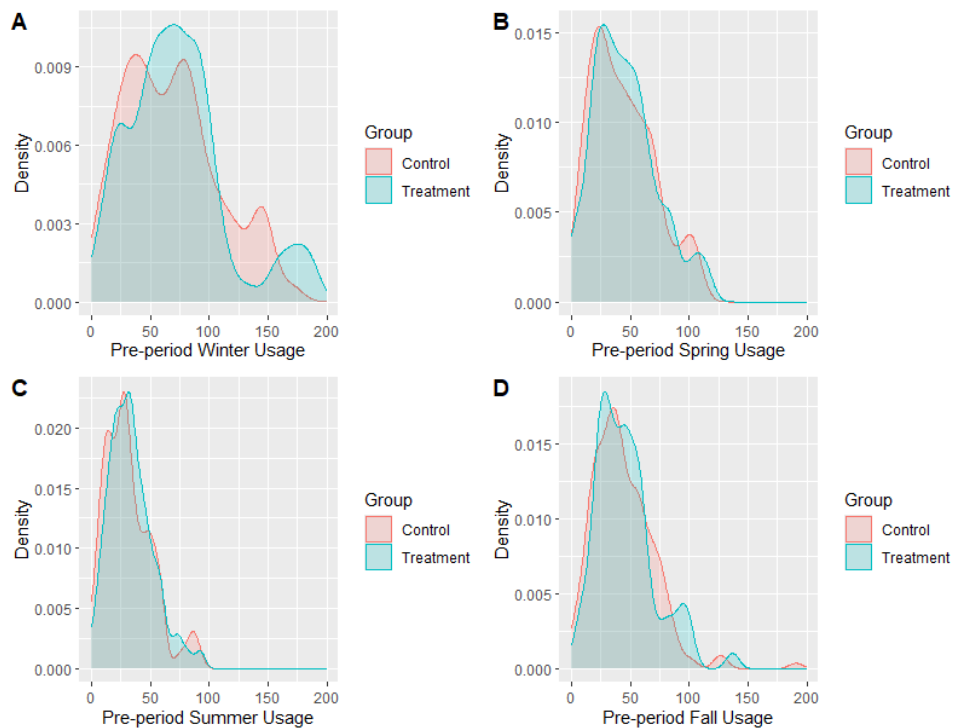 A
Density
0.009
0.006
0.003
0.000
0 50 100 150 200
Pre-period Winter Usage
Group
Control
Treatment
B
Density
0.015
0.010
0.005
0.000
0 50 100 150 200
Pre-period Spring Usage
Group
Control
Treatment
C
Density
0.020
0.015
0.010
0.005
0.000
0 50 100 150 200
Pre-period Summer Usage
Group
Control
Treatment
D
Density
0.015
0.010
0.005
0.000
0 50 100 150 200
Pre-period Fall Usage
Group
Control
Treatment